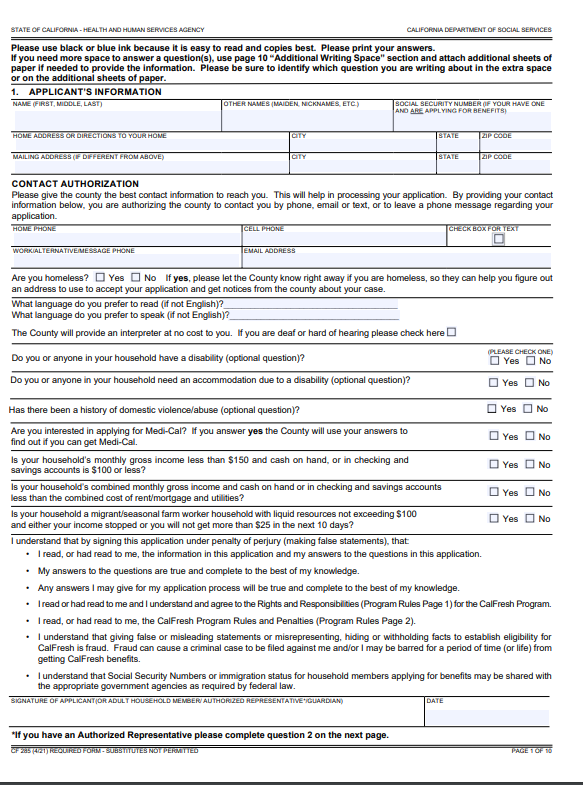 STATE OF CALIFORNIA - HEALTH AND HUMAN SERVICES AGENCY CALIFORNIA DEPARTMENT OF SOCIAL SERVICES
Please use black or blue ink because it is easy to read and copies best. Please print your answers.
If you need more space to answer a question(s), use page 10 “Additional Writing Space” section and attach additional sheets of
paper if needed to provide the information. Please be sure to identify which question you are writing about in the extra space
or on the additional sheets of paper.
1. APPLICANT'S INFORMATION
NAME (FIRST, MIDDLE, LAST) OTHER NAMES (MAIDEN, NICKNAMES, ETC.) SOCIAL SECURITY NUMBER (IF YOUR HAVE ONE
AND ARE APPLYING FOR BENEFITS)
HOME ADDRESS OR DIRECTIONS TO YOUR HOME CITY STATE ZIP CODE
MAILING ADDRESS (IF DIFFERENT FROM ABOVE) CITY STATE ZIP CODE
CONTACT AUTHORIZATION
Please give the county the best contact information to reach you. This will help in processing your application. By providing your contact
information below, you are authorizing the county to contact you by phone, email or text, or to leave a phone message regarding your
application.
HOME PHONE CELL PHONE CHECK BOX FOR TEXT
WORK/ALTERNATIVE/MESSAGE PHONE EMAIL ADDRESS
Are you homeless? Yes No If yes, please let the County know right away if you are homeless, so they can help you figure out
an address to use to accept your application and get notices from the county about your case.
What language do you prefer to read (if not English)?
What language do you prefer to speak (if not English)?
The County will provide an interpreter at no cost to you. If you are deaf or hard of hearing please check here
(PLEASE CHECK ONE)
Do you or anyone in your household have a disability (optional question)? Yes No
Do you or anyone in your household need an accommodation due to a disability (optional question)? Yes No
Has there been a history of domestic violence/abuse (optional question)? Yes No
Are you interested in applying for Medi-Cal? If you answer yes the County will use your answers to
find out if you can get Medi-Cal. Yes No
Is your household's monthly gross income less than $150 and cash on hand, or in checking and
savings accounts is $100 or less? Yes No
Is your household's combined monthly gross income and cash on hand or in checking and savings accounts
less than the combined cost of rent/mortgage and utilities? Yes No
Is your household a migrant/seasonal farm worker household with liquid resources not exceeding $100
and either your income stopped or you will not get more than $25 in the next 10 days? Yes No
I understand that by signing this application under penalty of perjury (making false statements), that:
• I read, or had read to me, the information in this application and my answers to the questions in this application.
• My answers to the questions are true and complete to the best of my knowledge.
• Any answers I may give for my application process will be true and complete to the best of my knowledge.
• I read or had read to me and I understand and agree to the Rights and Responsibilities (Program Rules Page 1) for the CalFresh Program.
• I read, or had read to me, the CalFresh Program Rules and Penalties (Program Rules Page 2).
• I understand that giving false or misleading statements or misrepresenting, hiding or withholding facts to establish eligibility for
CalFresh is fraud. Fraud can cause a criminal case to be filed against me and/or I may be barred for a period of time (or life) from
getting CalFresh benefits.
• I understand that Social Security Numbers or immigration status for household members applying for benefits may be shared with
the appropriate government agencies as required by federal law.
SIGNATURE OF APPLICANT(OR ADULT HOUSEHOLD MEMBER/ AUTHORIZED REPRESENTATIVE*/GUARDIAN) DATE
*If you have an Authorized Representative please complete question 2 on the next page.
CF 285 (4/21) REQUIRED FORM - SUBSTITUTES NOT PERMITTED PAGE 1 OF 10